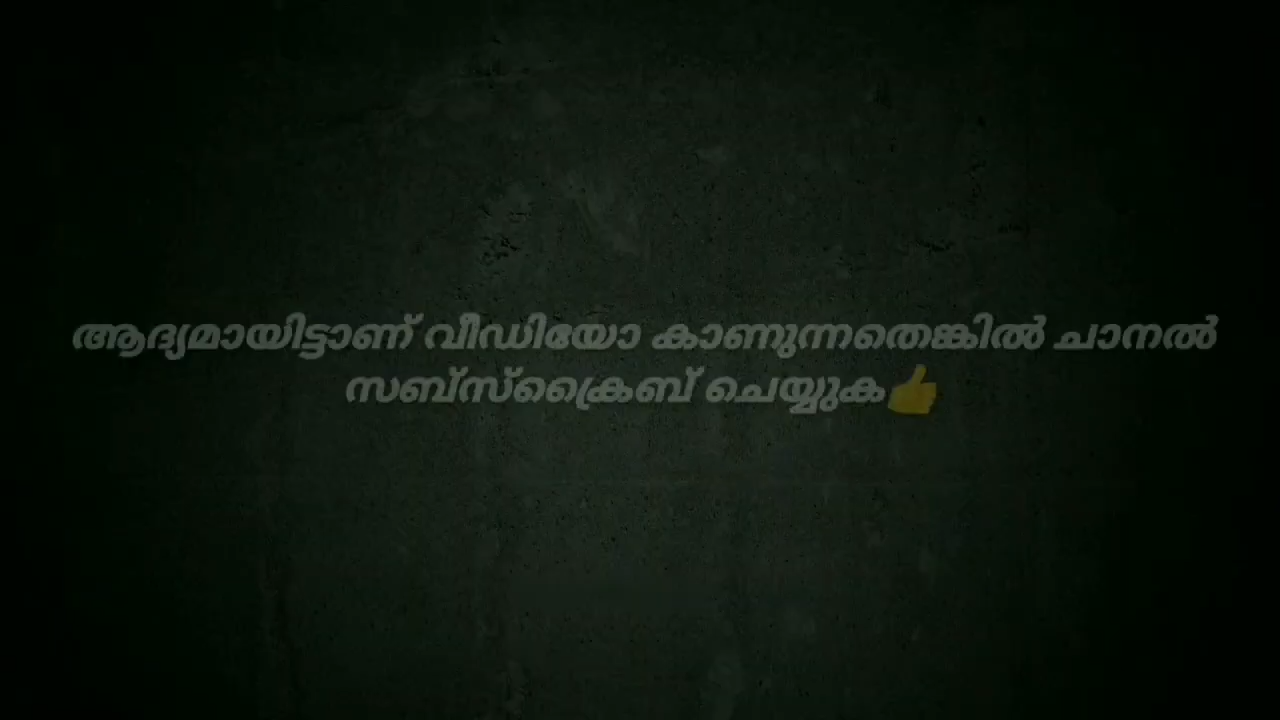 ആദ്യമായിട്ടാണ് വീഡിയോ കാണുന്നതെങ്കിൽ ചാനൽ
സബ്സ്ക്രൈബ് ചെയ്യുക👍